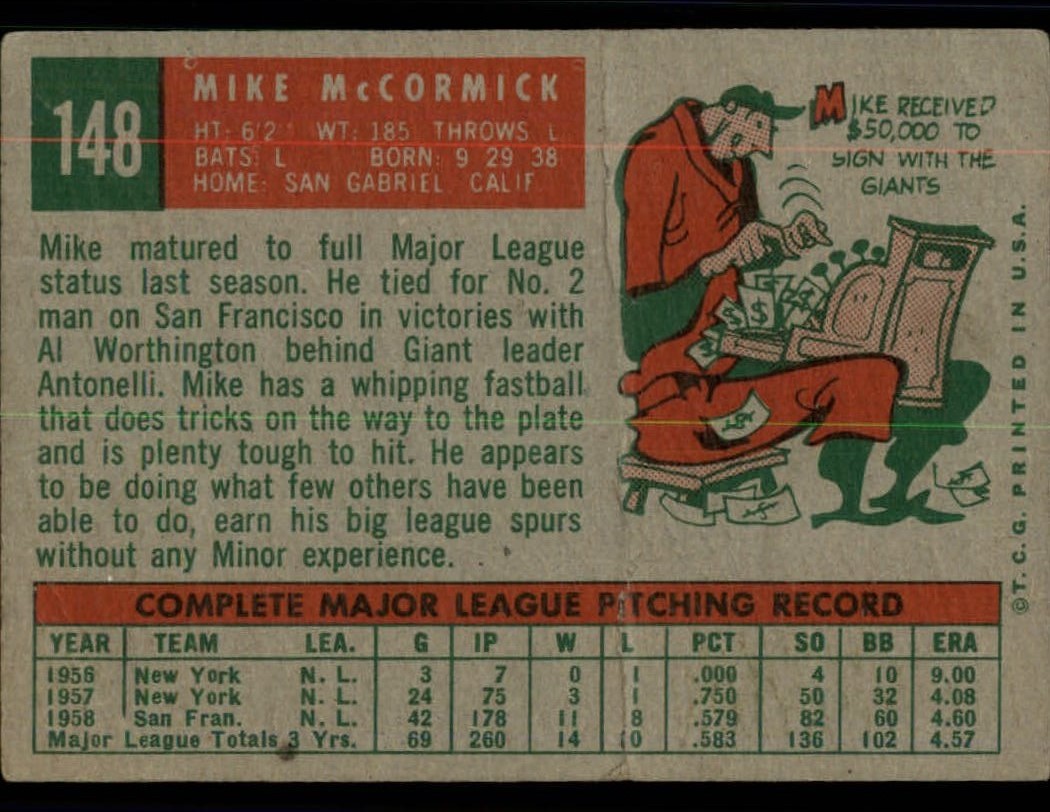 148
MIKE McCORMICK
HT: 6'2" WT: 185 THROWS L
BATS: L BORN: 9 29 38
HOME: SAN GABRIEL CALIF
MIKE RECEIVED
$50,000 TO
SIGN WITH THE
GIANTS
Mike matured to full Major League
status last season. He tied for No. 2
man on San Francisco in victories with
Al Worthington behind Giant leader
Antonelli. Mike has a whipping fastball
that does tricks on the way to the plate
and is plenty tough to hit. He appears
to be doing what few others have been
able to do, earn his big league spurs
without any Minor experience.
$ $ $
$
$
$
©T. C. G. PRINTED IN U.S.A.
COMPLETE MAJOR LEAGUE PITCHING RECORD
YEAR TEAM LEA. G IP W L PCT SO BB ERA
1956 New York N. L. 3 7 0 1 .000 4 10 9.00
1957 New York N. L. 24 75 3 1 .750 50 32 4.08
1958 San Fran. N. L. 42 178 11 8 .579 82 60 4.60
Major League Totals 3 Yrs. 69 260 14 10 .583 136 102 4.57